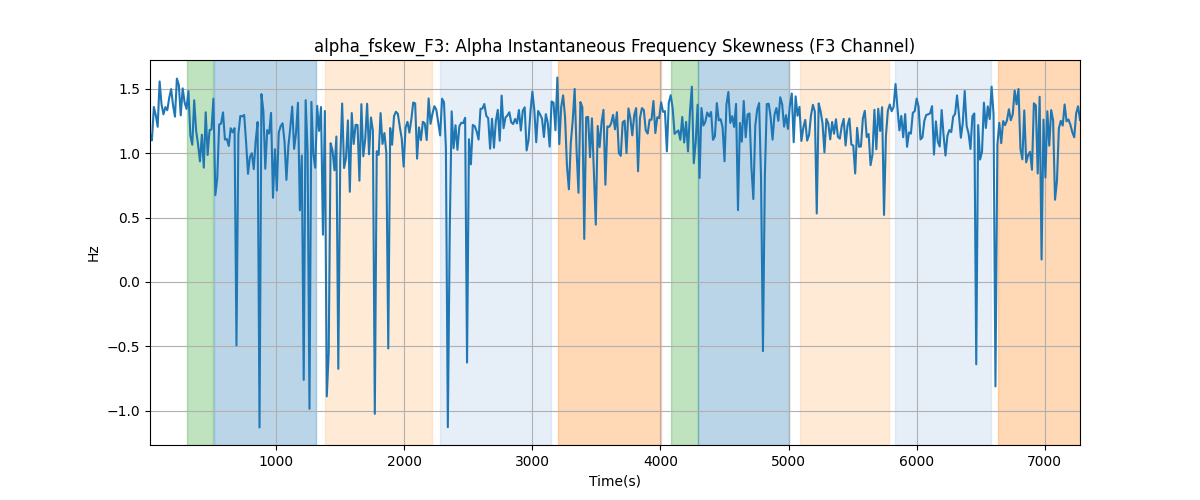 alpha_fskew_F3: Alpha Instantaneous Frequency Skewness (F3 Channel)
1.5
1.0
0.5
0.0
−0.5
−1.0
Hz
1000 2000 3000 4000 5000 6000 7000
Time(s)